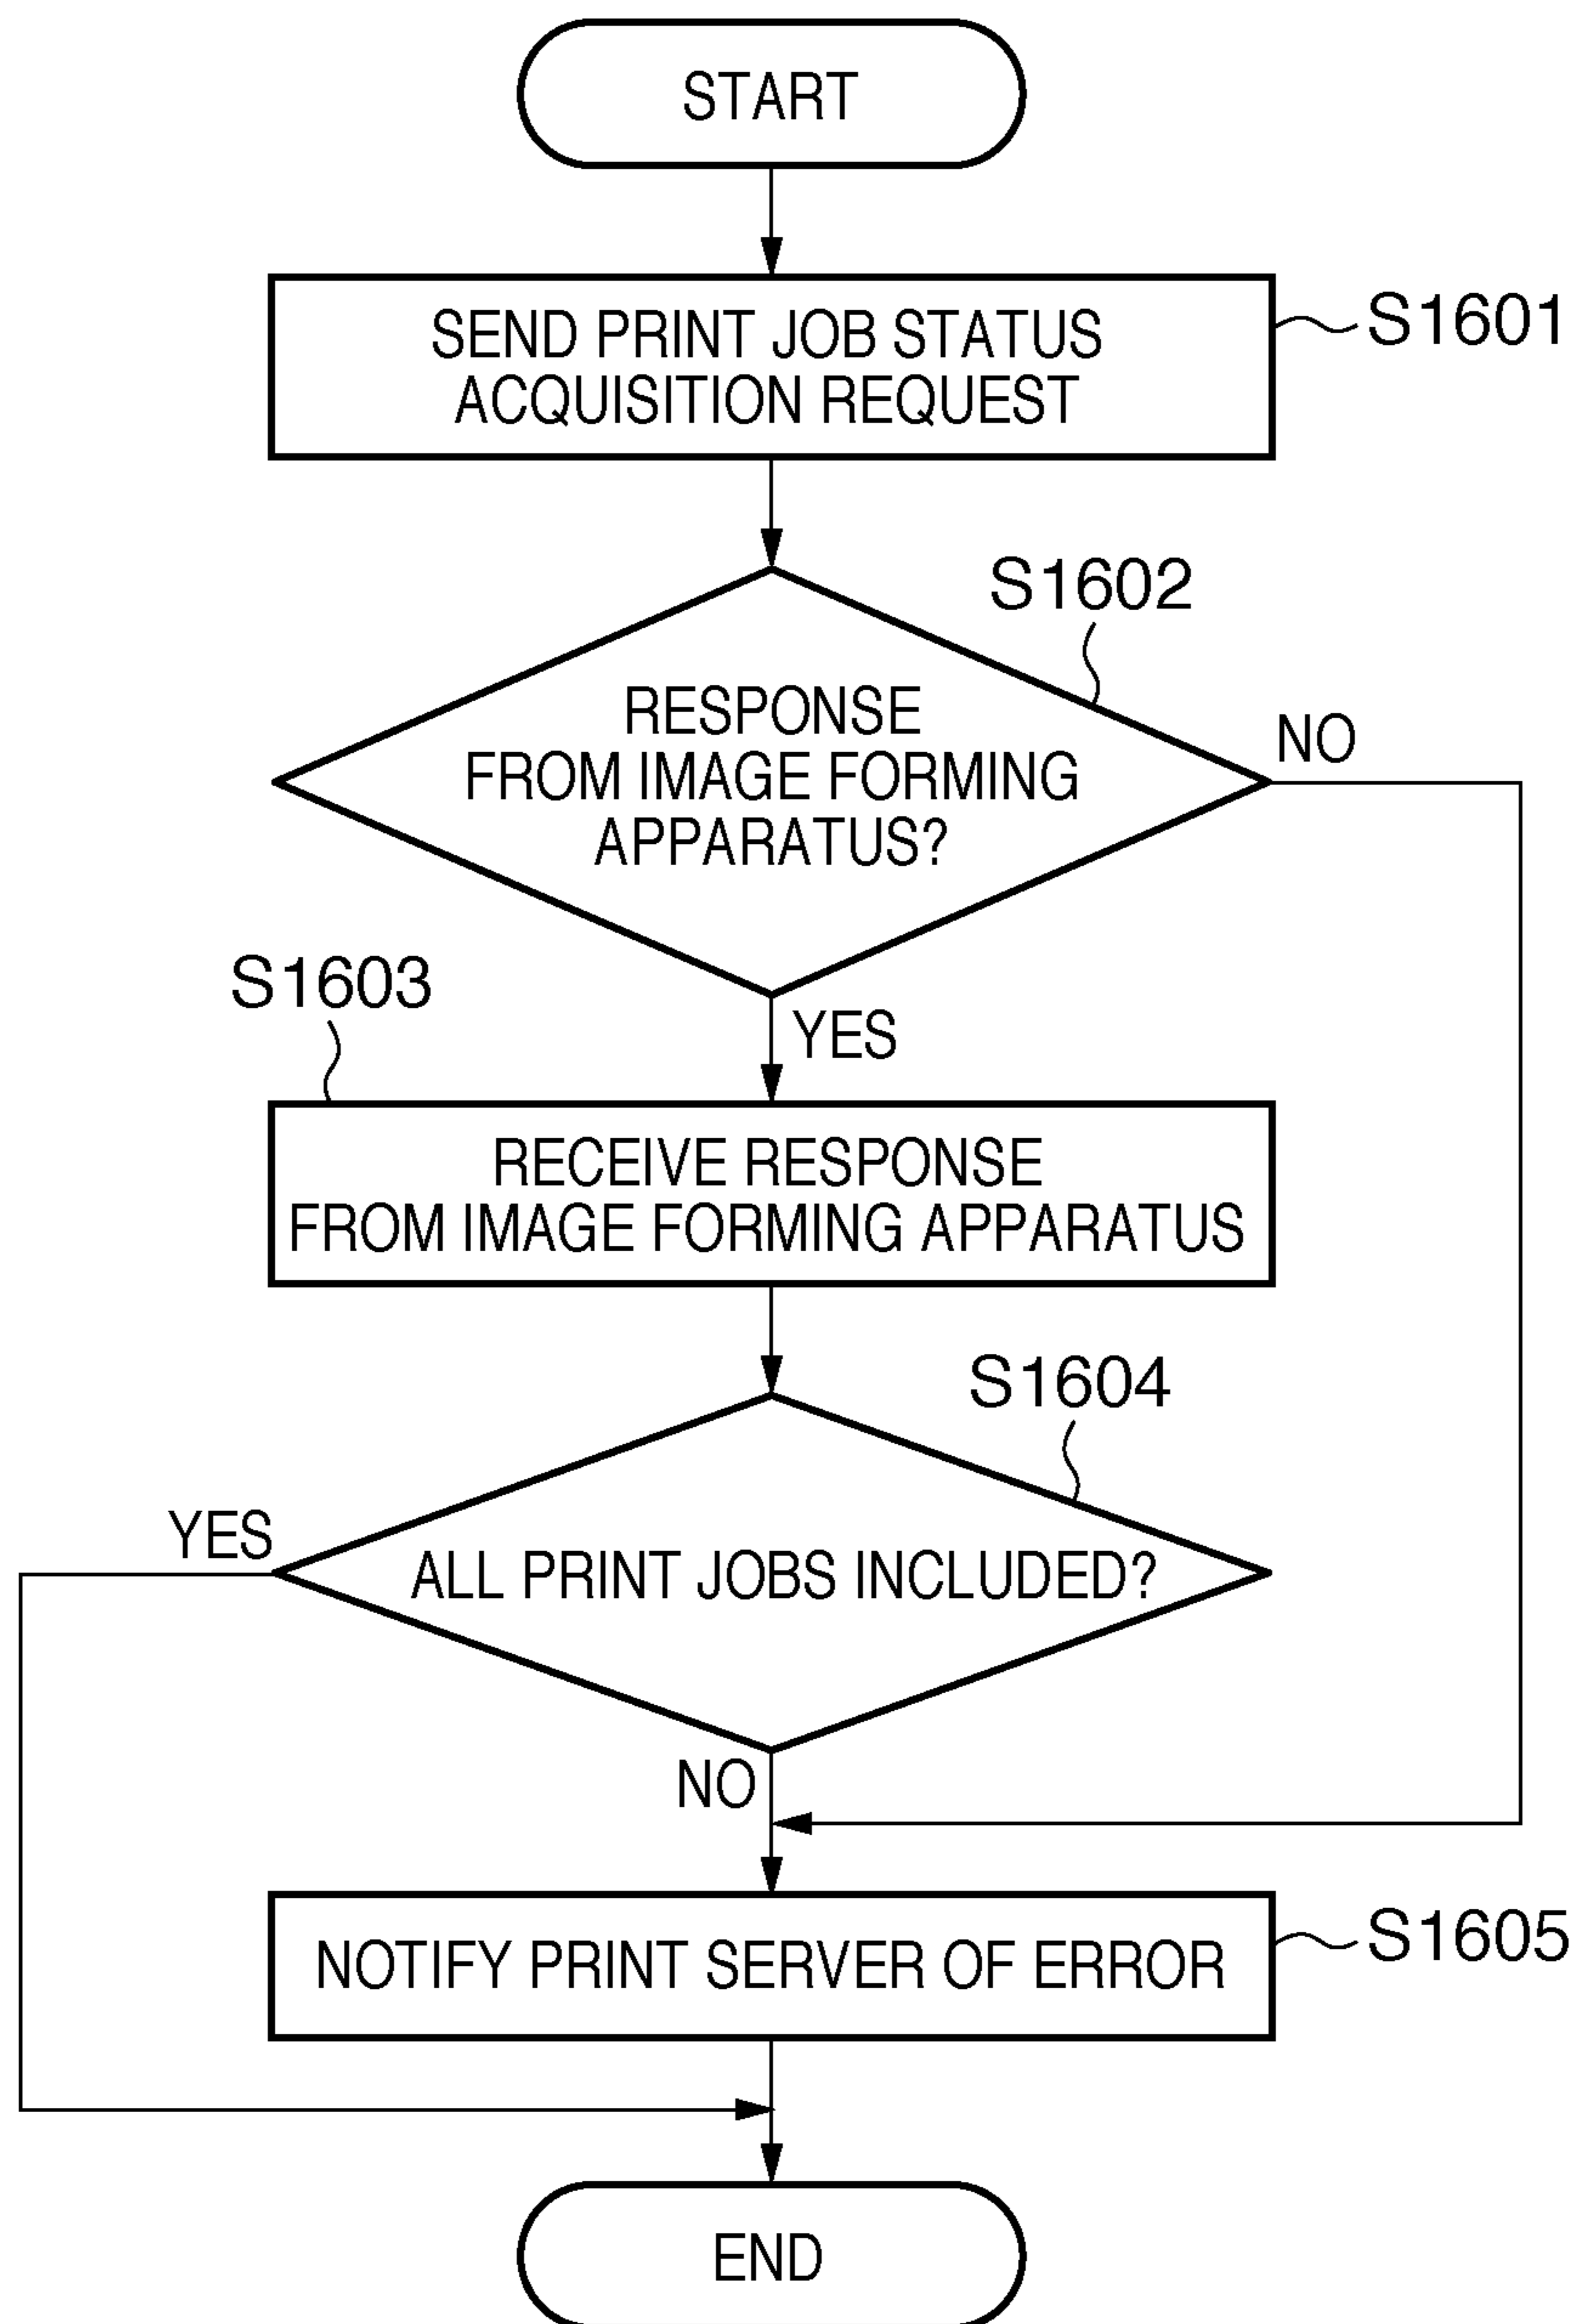 START
SEND PRINT JOB STATUS
ACQUISITION REQUEST
S1601
S1602
RESPONSE
FROM IMAGE FORMING
APPARATUS?
NO
YES
S1603
RECEIVE RESPONSE
FROM IMAGE FORMING APPARATUS
S1604
YES
ALL PRINT JOBS INCLUDED?
NO
NOTIFY PRINT SERVER OF ERROR
S1605
END